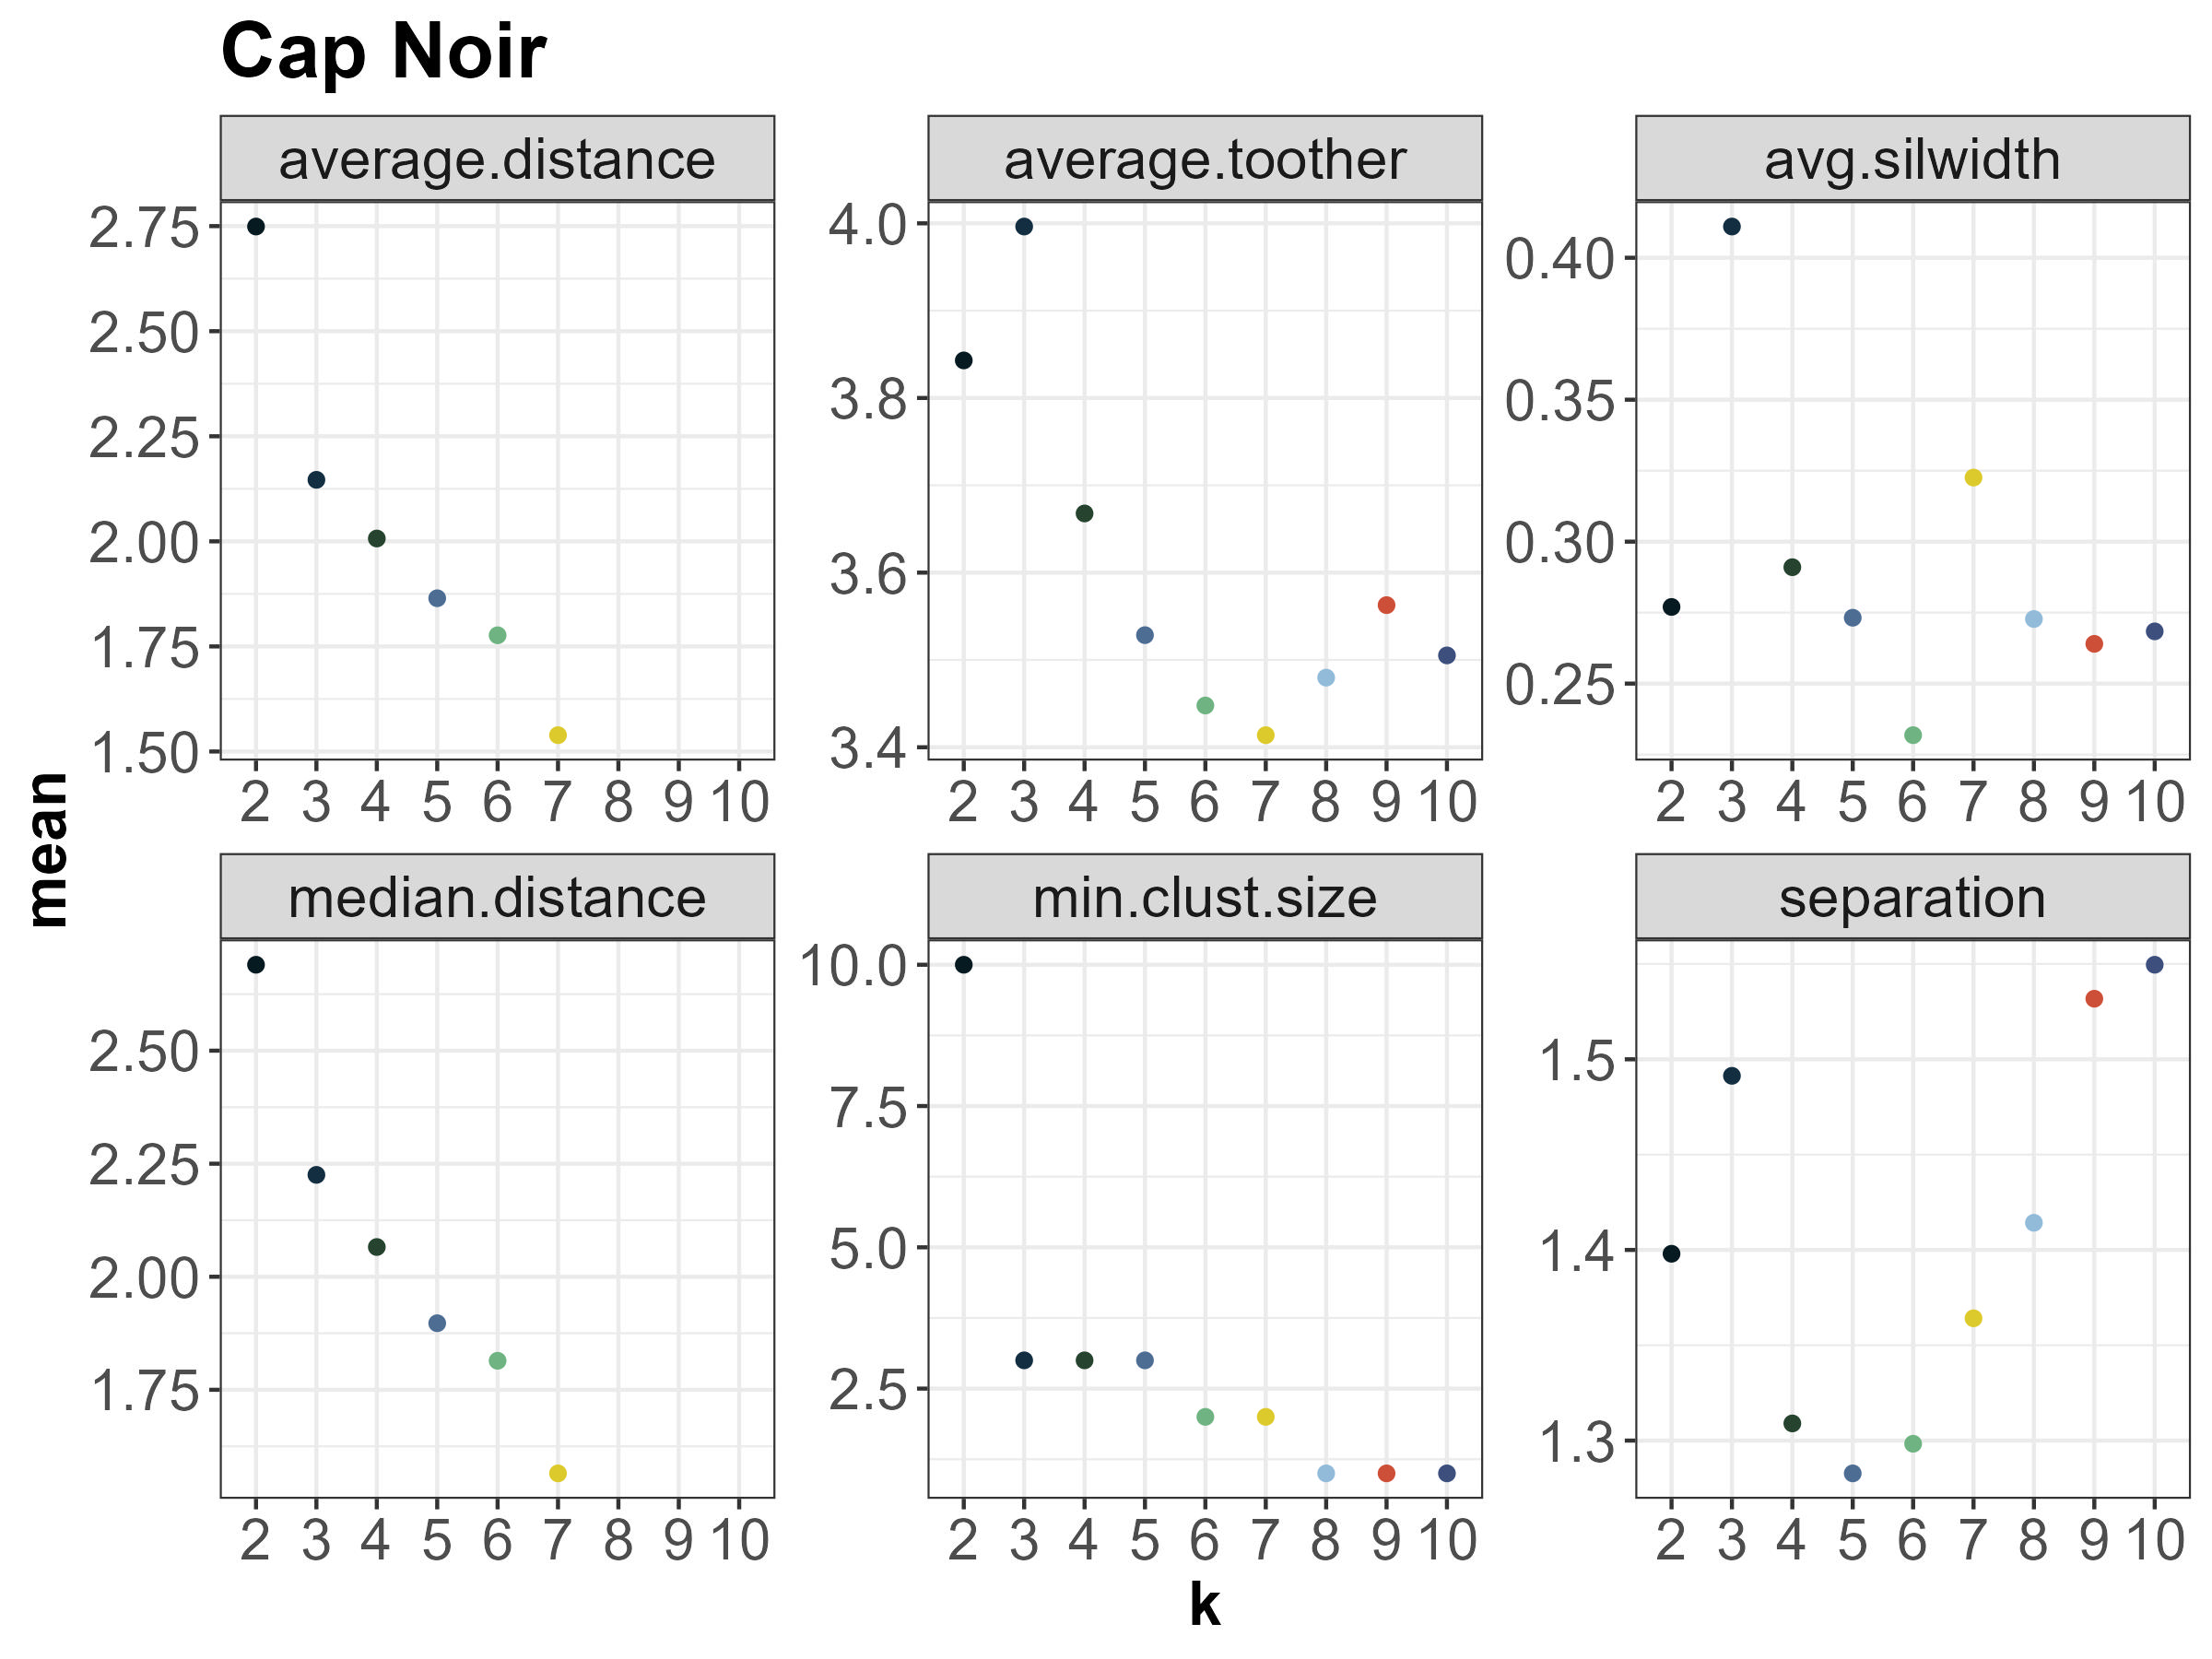 Cap Noir
average.distance average.toother avg.silwidth
2.75
2.50
2.25
2.00
1.75
1.50
4.0
3.8
3.6
3.4
0.40
0.35
0.30
0.25
2 3 4 5 6 7 8 9 10
2 3 4 5 6 7 8 9 10
2 3 4 5 6 7 8 9 10
mean
median.distance min.clust.size separation
2.50
2.25
2.00
1.75
10.0
7.5
5.0
2.5
1.5
1.4
1.3
2 3 4 5 6 7 8 9 10
2 3 4 5 6 7 8 9 10
2 3 4 5 6 7 8 9 10
k